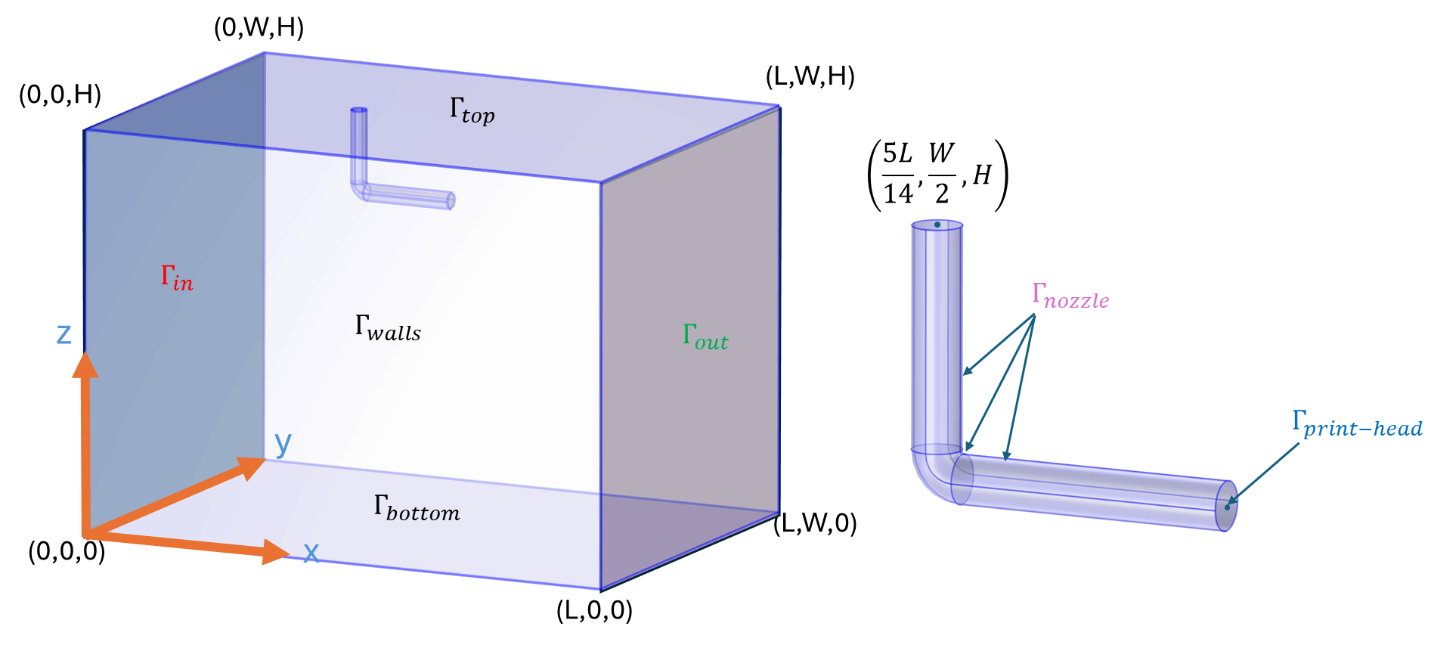 (0,W,H)
(L,W,H)
(0,0,H)
Γtop
(5L/14, W/2, H)
Γin
Γnozzle
z
Γwalls
Γout
Γprint−head
y
Γbottom
(L,W,0)
(0,0,0)
x
(L,0,0)